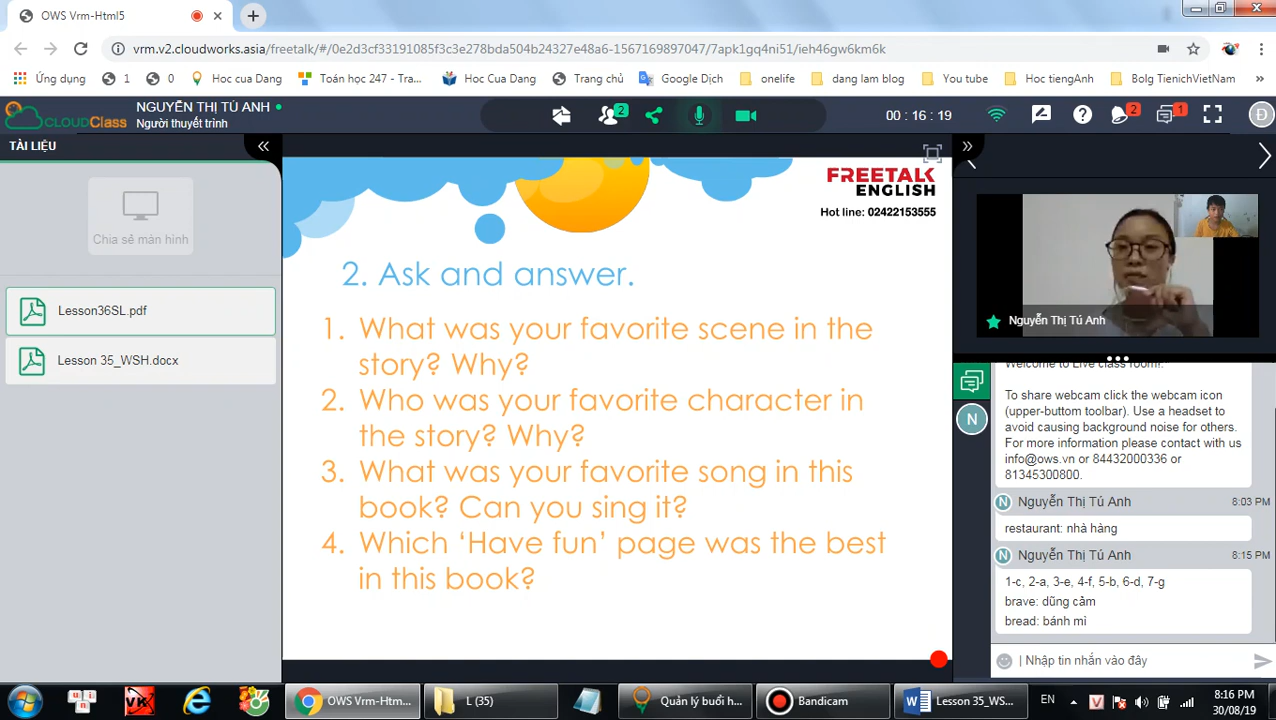 OWS Vrm-Html5
vrm.v2.cloudworks.asia/freetalk/#/0e2d3cf33191085f3c3e278bda504b24327e48a6-1567169897047/7apk1gq4ni51/ieh46gw6km6k
Ứng dụng 1 0 Hoc cua Dang Toán học 247 - Tra... Học Cua Dang Trang chủ Google Dịch onelife dang lam blog You tube Học tiengAnh Bolg TienichVietNam »
CLOUDClass NGUYỄN THỊ TÚ ANH
Người thuyết trình
2 00 : 16 : 19 2 1 Đ
TÀI LIỆU
Chia sẻ màn hình
Lesson36SL.pdf
Lesson 35_WSH.docx
FREETALK
ENGLISH
Hot line: 02422153555
2. Ask and answer.
1. What was your favorite scene in the
story? Why?
2. Who was your favorite character in
the story? Why?
3. What was your favorite song in this
book? Can you sing it?
4. Which ‘Have fun’ page was the best
in this book?
Nguyễn Thị Tú Anh
Welcome to Live class room!.
To share webcam click the webcam icon
(upper-buttom toolbar). Use a headset to
avoid causing background noise for others.
For more information please contact with us
info@ows.vn or 84432000336 or
81345300800.
N
N Nguyễn Thị Tú Anh 8:03 PM
restaurant: nhà hàng
N Nguyễn Thị Tú Anh 8:15 PM
1-c, 2-a, 3-e, 4-f, 5-b, 6-d, 7-g
brave: dũng cảm
bread: bánh mì
Nhập tin nhắn vào đây
OWS Vrm-Htm... L (35) Quản lý buổi h... Bandicam Lesson 35_WS... EN 8:16 PM
30/08/19